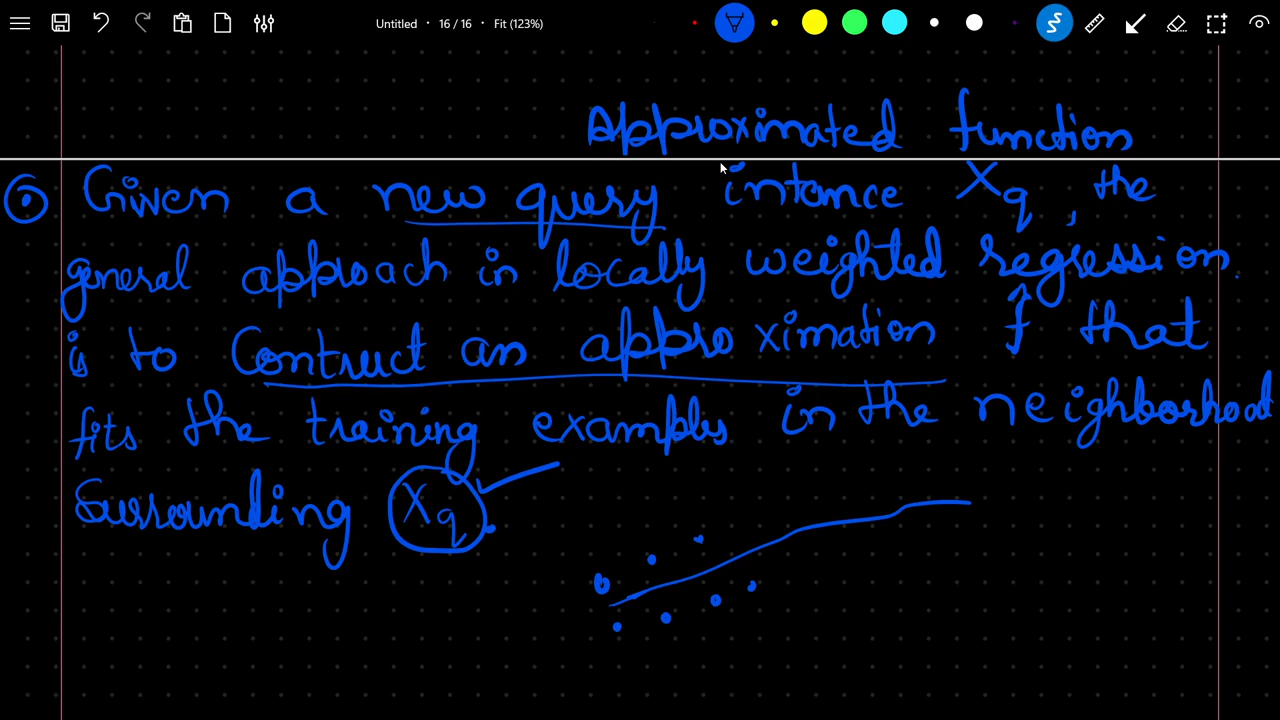 Untitled • 16 / 16 • Fit (123%)
Approximated function
Given a new query intance Xq, the
general approach in locally weighted regression.
is to Contruct an approximation f̂ that
fits the training examples in the neighborhood
Surrounding Xq.